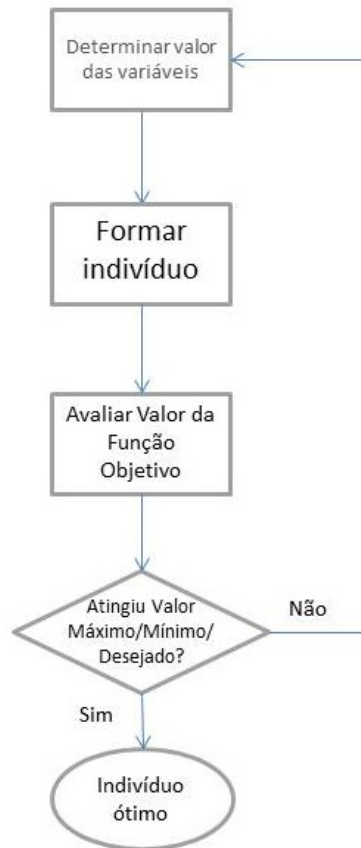 Determinar valor
das variáveis
Formar
indivíduo
Avaliar Valor da
Função
Objetivo
Atingiu Valor
Máximo/Mínimo/
Desejado?
Não
Sim
Indivíduo
ótimo